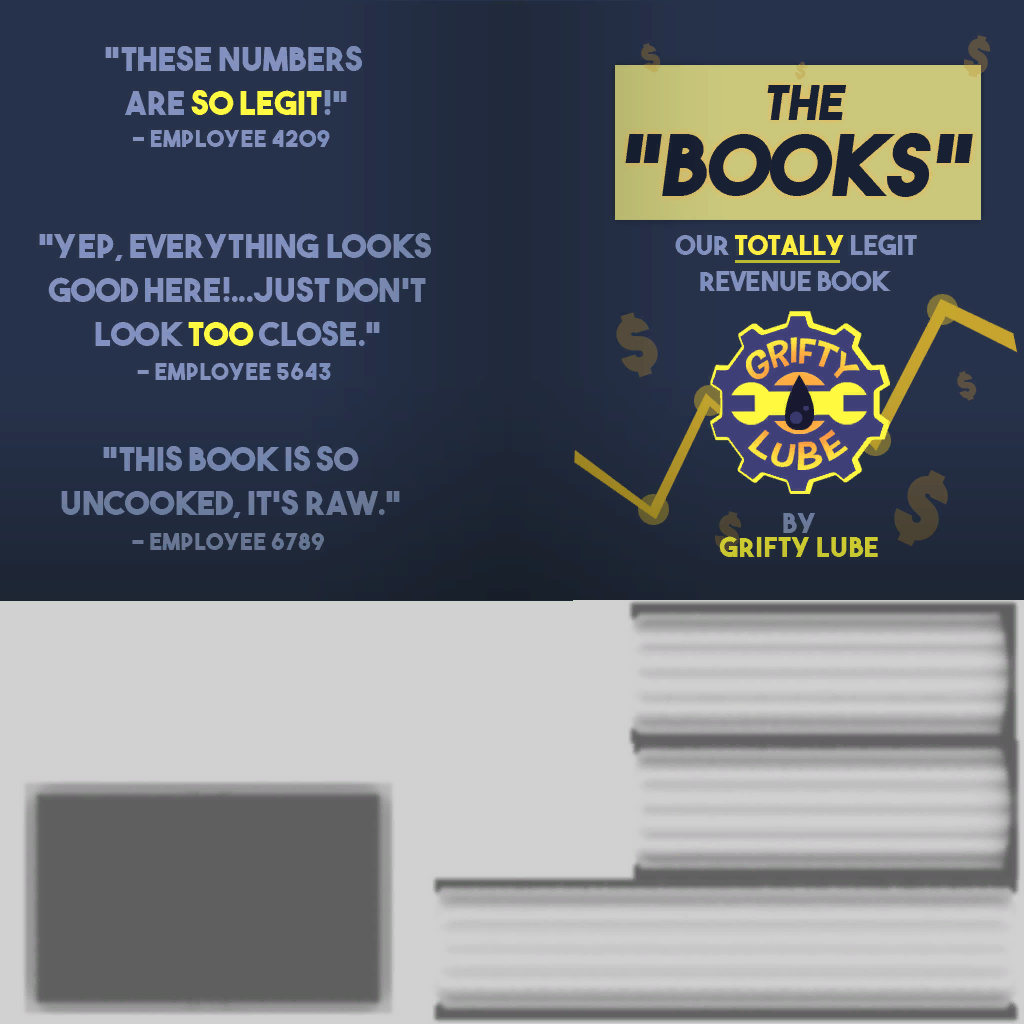 "THESE NUMBERS
ARE SO LEGIT!"
– EMPLOYEE 4209
"YEP, EVERYTHING LOOKS
GOOD HERE!...JUST DON'T
LOOK TOO CLOSE."
– EMPLOYEE 5643
"THIS BOOK IS SO
UNCOOKED, IT'S RAW."
– EMPLOYEE 6789
THE
"BOOKS"
OUR TOTALLY LEGIT
REVENUE BOOK
GRIFTY
LUBE
BY
GRIFTY LUBE